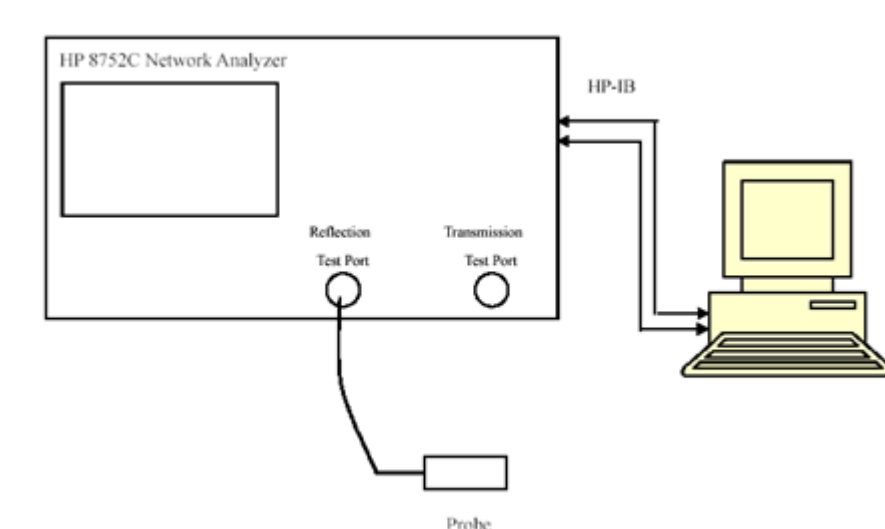 HP 8752C Network Analyzer
HP-IB
Reflection
Test Port
Transmission
Test Port
Probe